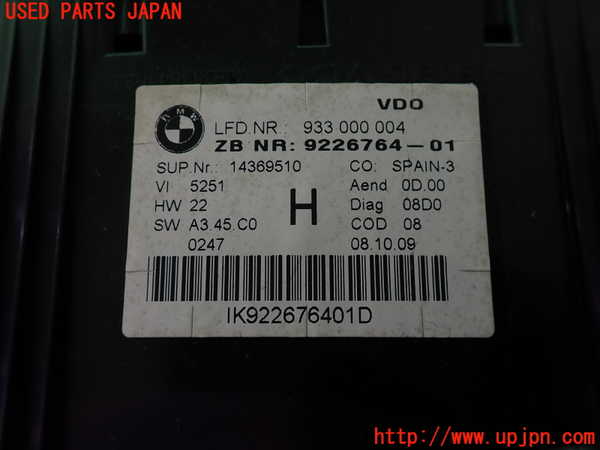 USED PARTS JAPAN
BMW
VDO
LFD.NR.: 933 000 004
ZB NR: 9226764-01
SUP.Nr.: 14369510 CO: SPAIN-3
VI 5251 Aend 0D.00
HW 22 H Diag 08D0
SW A3.45.C0 COD 08
0247 08.10.09
IK922676401D
http://www.upjpn.com/